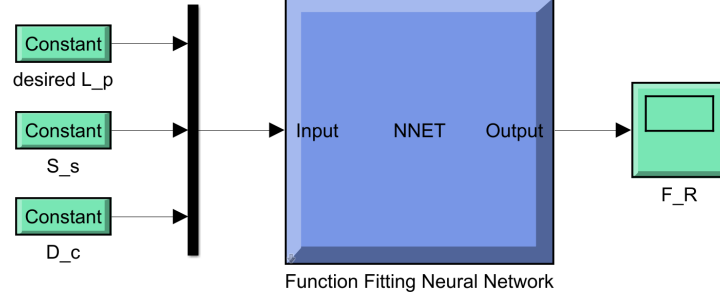 Constant
desired L_p
Constant
S_s
Constant
D_c
Input NNET Output
Function Fitting Neural Network
F_R